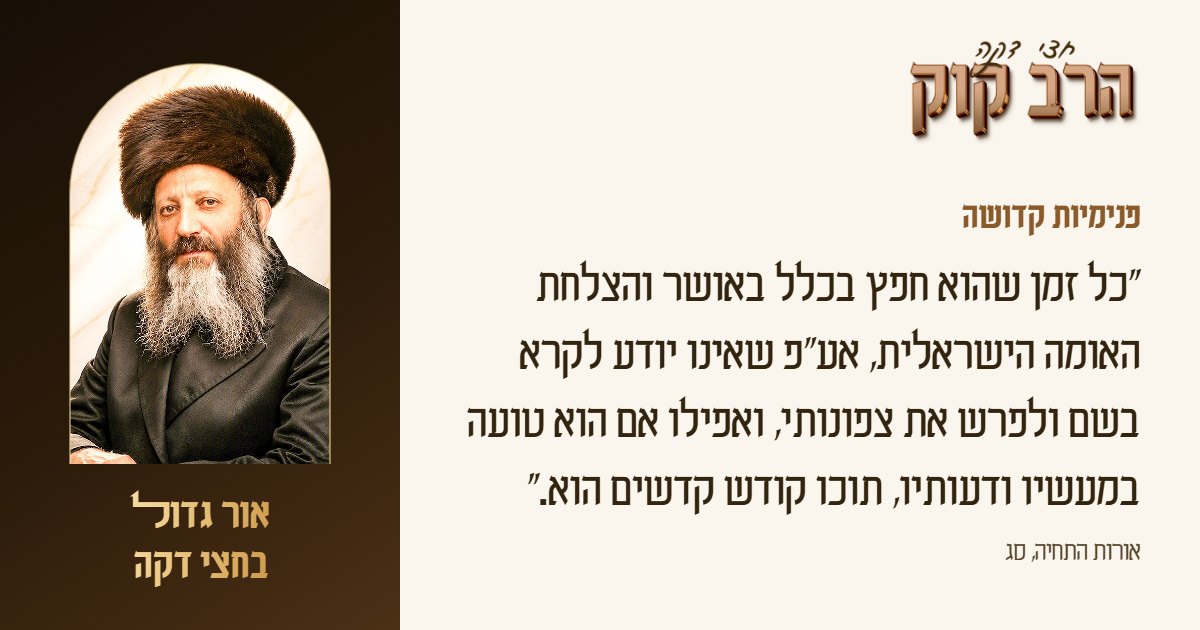 חצי דקה
הרב קוק
פנימיות קדושה
"כל זמן שהוא חפץ בכלל באושר והצלחת
האומה הישראלית, אע"פ שאינו יודע לקרא
בשם ולפרש את צפונותי, ואפילו אם הוא טועה
במעשיו ודעותיו, תוכו קודש קדשים הוא."
אורות התחיה, סג
אור גדול
בחצי דקה